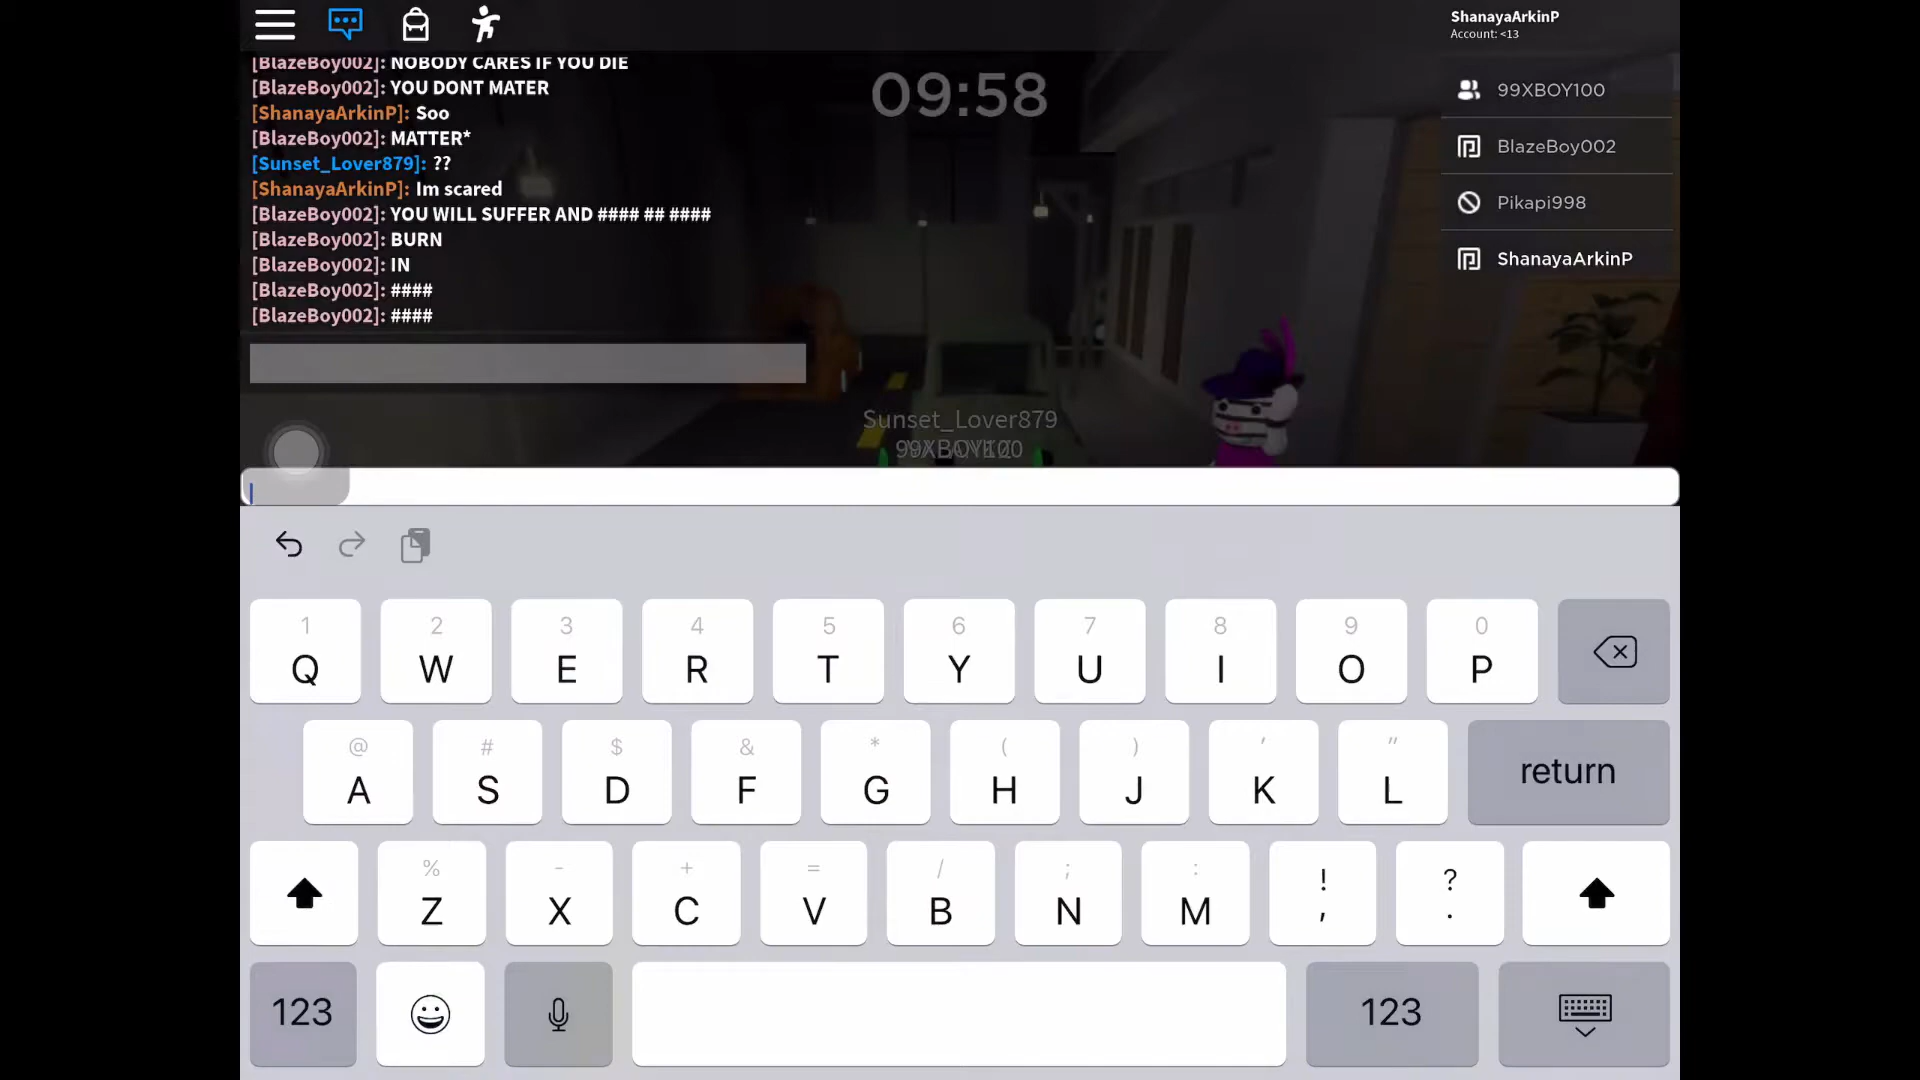 ShanayaArkinP
Account: <13
[BlazeBoy002]: NOBODY CARES IF YOU DIE
[BlazeBoy002]: YOU DONT MATER
[ShanayaArkinP]: Soo
[BlazeBoy002]: MATTER*
[Sunset_Lover879]: ??
[ShanayaArkinP]: Im scared
[BlazeBoy002]: YOU WILL SUFFER AND #### ## ####
[BlazeBoy002]: BURN
[BlazeBoy002]: IN
[BlazeBoy002]: ####
[BlazeBoy002]: ####
09:58
99XBOY100
BlazeBoy002
Pikapi998
ShanayaArkinP
Sunset_Lover879
1 2 3 4 5 6 7 8 9 0
Q W E R T Y U I O P
@ # $ & * ( ) ' "
A S D F G H J K L return
% - + = / ; : ! ?
Z X C V B N M , .
123 123